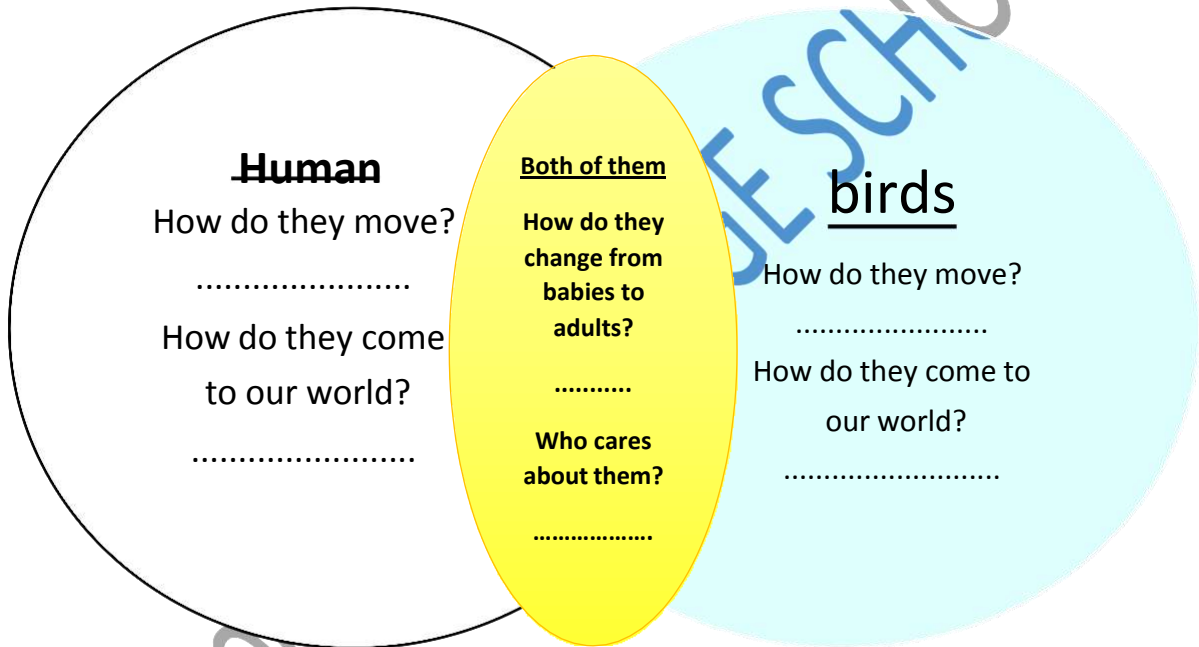 Human
How do they move?
.......................
How do they come
to our world?
........................
Both of them
How do they
change from
babies to
adults?
...........
Who cares
about them?
……………….
birds
How do they move?
........................
How do they come to
our world?
...........................